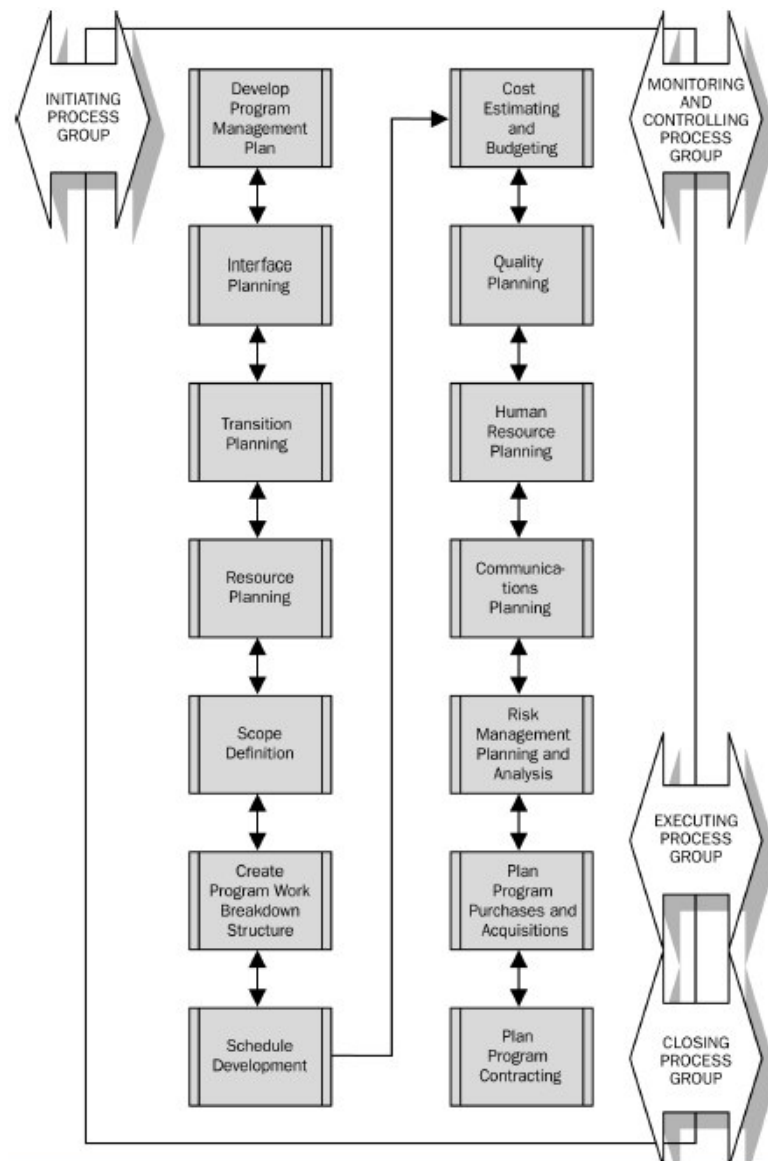 INITIATING
PROCESS
GROUP
Develop
Program
Management
Plan
Interface
Planning
Transition
Planning
Resource
Planning
Scope
Definition
Create
Program Work
Breakdown
Structure
Schedule
Development
Cost
Estimating
and
Budgeting
Quality
Planning
Human
Resource
Planning
Communica-
tions
Planning
Risk
Management
Planning and
Analysis
Plan
Program
Purchases and
Acquisitions
Plan
Program
Contracting
MONITORING
AND
CONTROLLING
PROCESS
GROUP
EXECUTING
PROCESS
GROUP
CLOSING
PROCESS
GROUP